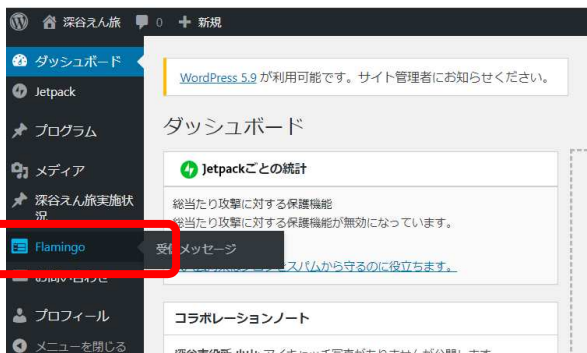 深谷えん旅 0 新規
ダッシュボード
Jetpack
プログラム
メディア
深谷えん旅実施状
況
Flamingo
受信メッセージ
お問い合わせ
プロフィール
メニューを閉じる
WordPress 5.9 が利用可能です。サイト管理者にお知らせください。
ダッシュボード
Jetpackごとの統計
総当たり攻撃に対する保護機能
総当たり攻撃に対する保護機能が無効になっています。
スパムから守るのに役立ちます。
コラボレーションノート